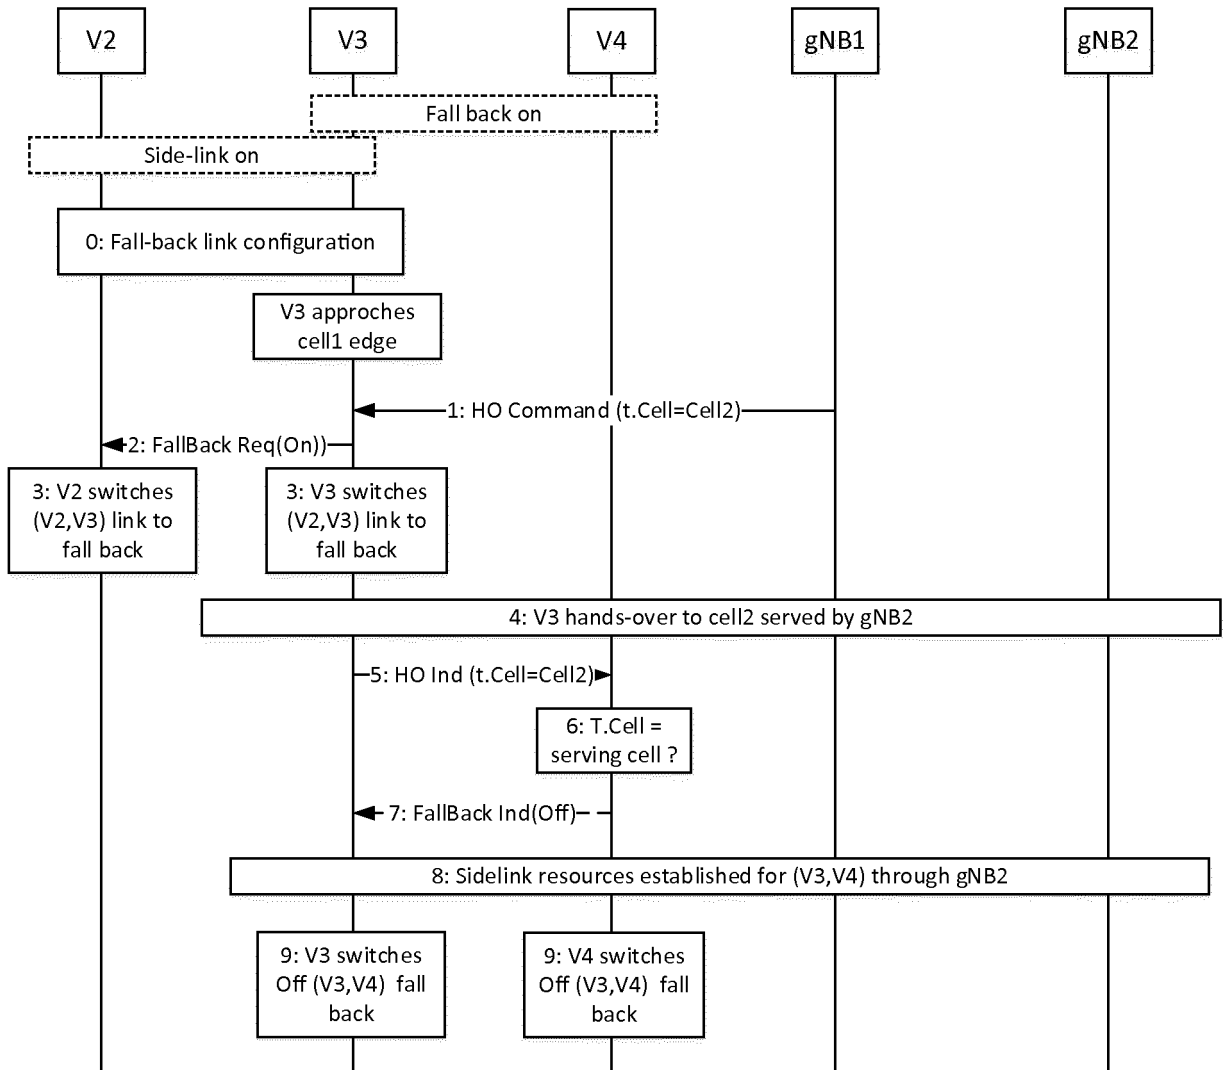 V2
V3
V4
gNB1
gNB2
Fall back on
Side-link on
0: Fall-back link configuration
V3 approches
cell1 edge
1: HO Command (t.Cell=Cell2)
2: FallBack Req(On))
3: V2 switches
(V2,V3) link to
fall back
3: V3 switches
(V2,V3) link to
fall back
4: V3 hands-over to cell2 served by gNB2
5: HO Ind (t.Cell=Cell2)
6: T.Cell =
serving cell ?
7: FallBack Ind(Off)
8: Sidelink resources established for (V3,V4) through gNB2
9: V3 switches
Off (V3,V4) fall
back
9: V4 switches
Off (V3,V4) fall
back